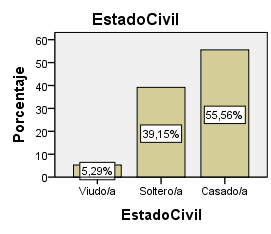 EstadoCivil
Porcentaje
60
50
40
30
20
10
0
5,29%
39,15%
55,56%
Viudo/a Soltero/a Casado/a
EstadoCivil